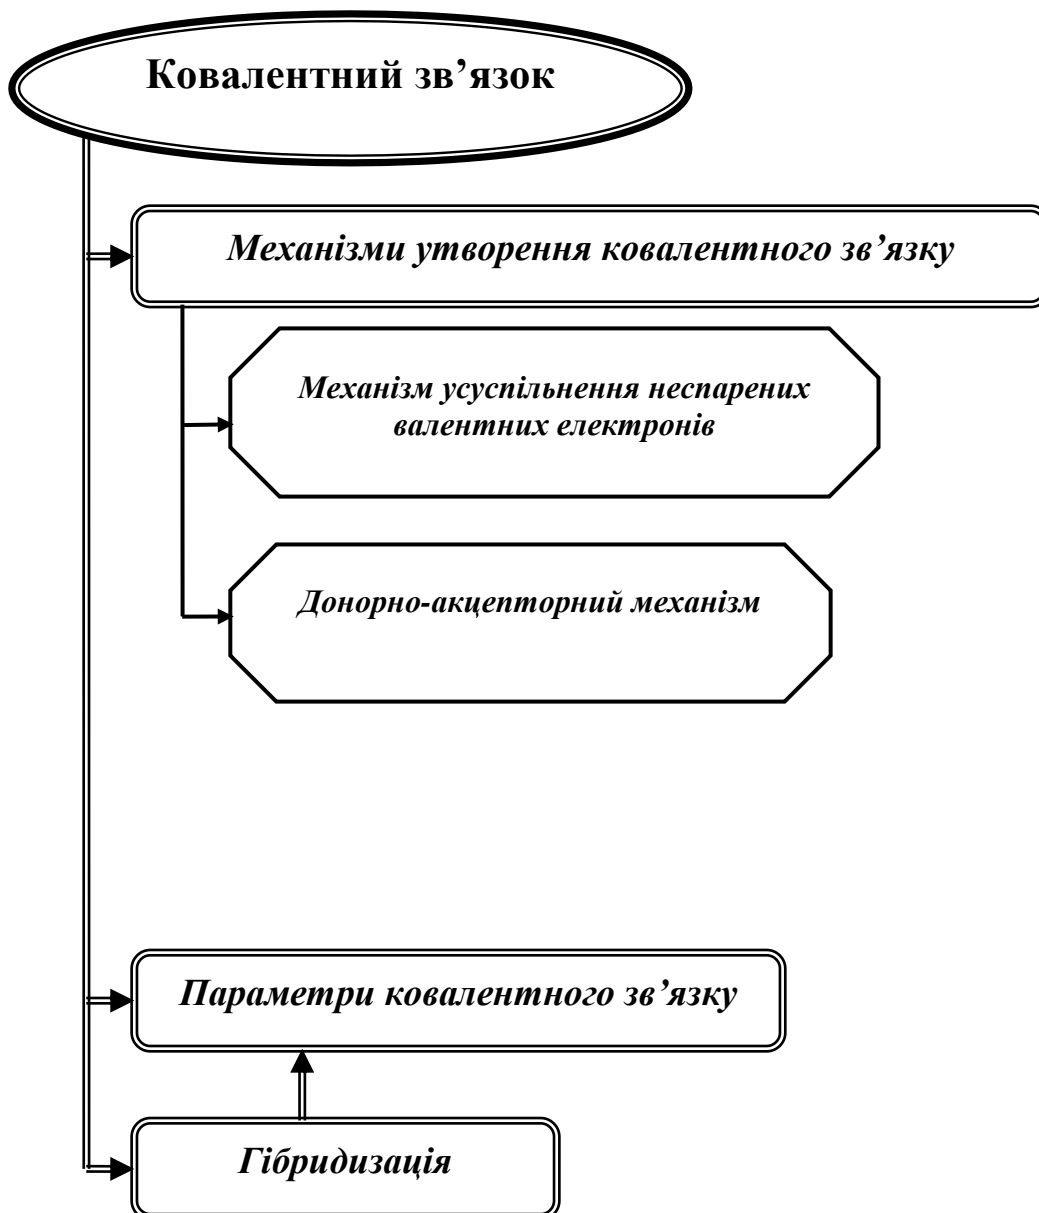 Ковалентний зв’язок
Механізми утворення ковалентного зв’язку
Механізм усуспільнення неспарених
валентних електронів
Донорно-акцепторний механізм
Параметри ковалентного зв’язку
Гібридизація